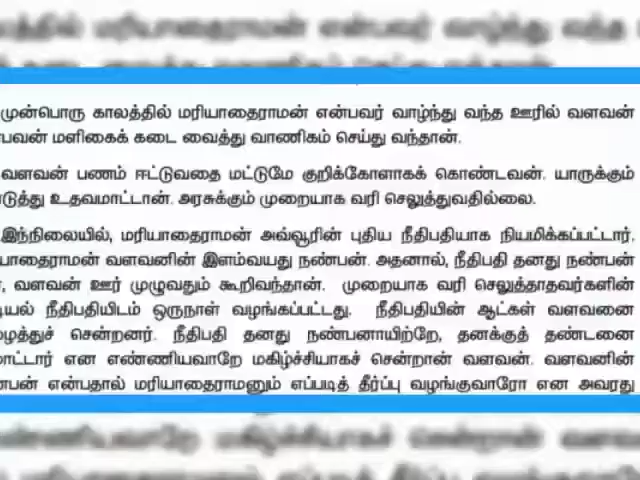 முன்பொரு காலத்தில் மரியாதைராமன் என்பவர் வாழ்ந்து வந்த ஊரில் வளவன்
பவன் மளிகைக் கடை வைத்து வாணிகம் செய்து வந்தான்.
வளவன் பணம் ஈட்டுவதை மட்டுமே குறிக்கோளாகக் கொண்டவன். யாருக்கும்
டுத்து உதவமாட்டான். அரசுக்கும் முறையாக வரி செலுத்துவதில்லை.
இந்நிலையில், மரியாதைராமன் அவ்வூரின் புதிய நீதிபதியாக நியமிக்கப்பட்டார்.
யாதைராமன் வளவனின் இளம்வயது நண்பன். அதனால், நீதிபதி தனது நண்பன்
, வளவன் ஊர் முழுவதும் கூறிவந்தான். முறையாக வரி செலுத்தாதவர்களின்
டியல் நீதிபதியிடம் ஒருநாள் வழங்கப்பட்டது. நீதிபதியின் ஆட்கள் வளவனை
ழைத்துச் சென்றனர். நீதிபதி தனது நண்பனாயிற்றே, தனக்குத் தண்டனை
மாட்டார் என எண்ணியவாறே மகிழ்ச்சியாகச் சென்றான் வளவன். வளவனின்
ண்பன் என்பதால் மரியாதைராமனும் எப்படித் தீர்ப்பு வழங்குவாரோ என அவரது